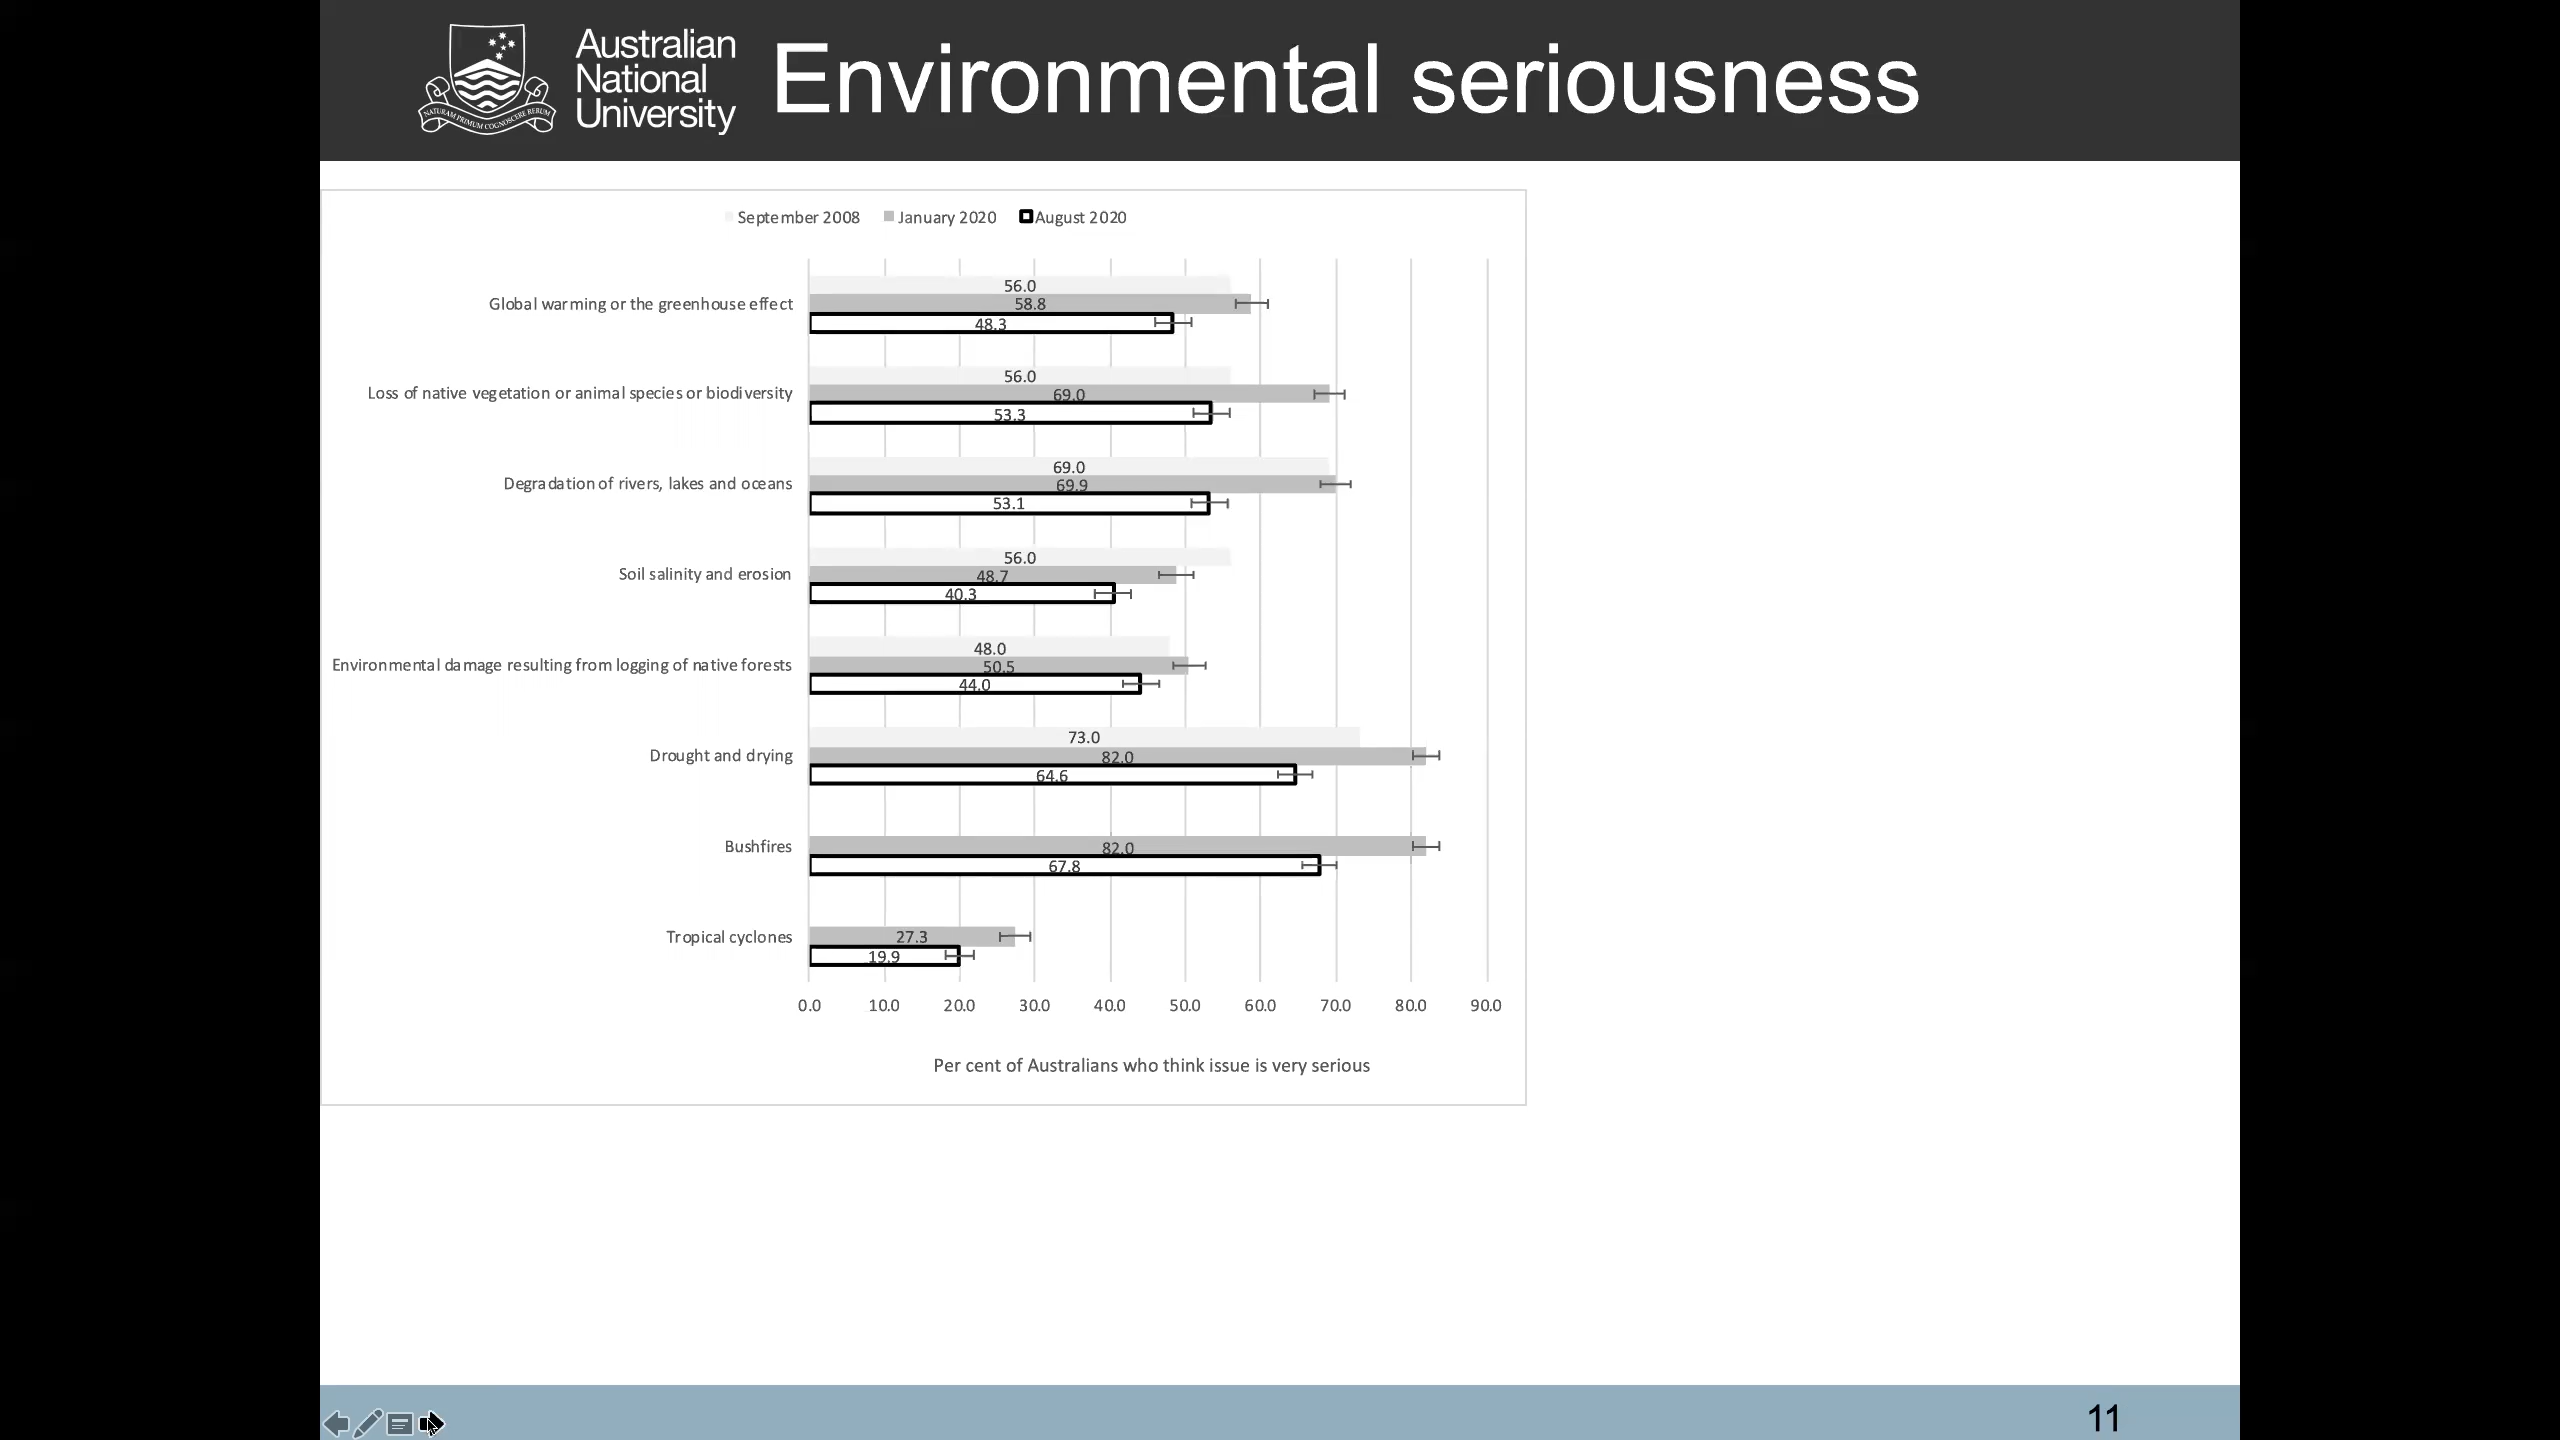 Australian
National
University
NATURAM PRIMUM COGNOSCERE RERUM
Environmental seriousness
September 2008 January 2020 August 2020
Global warming or the greenhouse effect
56.0
58.8
48.3
Loss of native vegetation or animal species or biodiversity
56.0
69.0
53.3
Degradation of rivers, lakes and oceans
69.0
69.9
53.1
Soil salinity and erosion
56.0
48.7
40.3
Environmental damage resulting from logging of native forests
48.0
50.5
44.0
Drought and drying
73.0
82.0
64.6
Bushfires
82.0
67.8
Tropical cyclones
27.3
19.9
0.0 10.0 20.0 30.0 40.0 50.0 60.0 70.0 80.0 90.0
Per cent of Australians who think issue is very serious
11